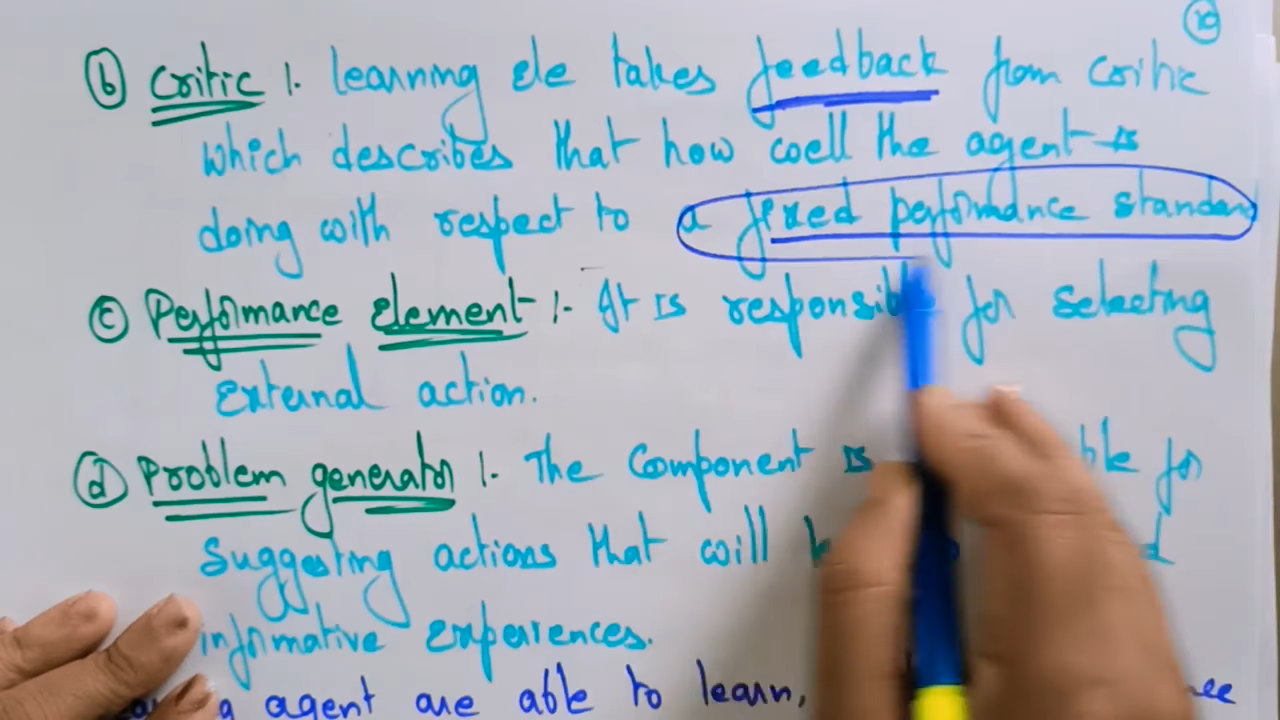 ⓑ Critic :- learning ele takes feedback from critic
which describes that how well the agent is
doing with respect to a fixed performance standard
ⓒ Performance element :- It is responsible for selecting
External action.
ⓓ Problem generator :- The Component is for
suggesting actions that will
informative experiences.
agent are able to learn,